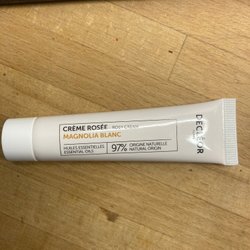 CRÈME ROSÉE BODY CREAM
MAGNOLIA BLANC
HUILES ESSENTIELLES
ESSENTIAL OILS
97% ORIGINE NATURELLE
NATURAL ORIGIN
DECLÉOR